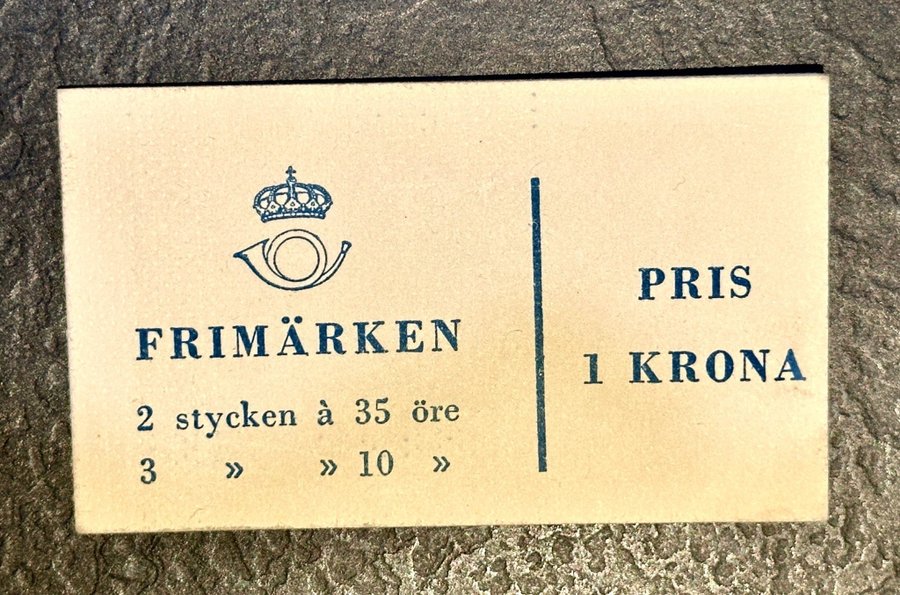 FRIMÄRKEN
2 stycken à 35 öre
3 » » 10 »
PRIS
1 KRONA